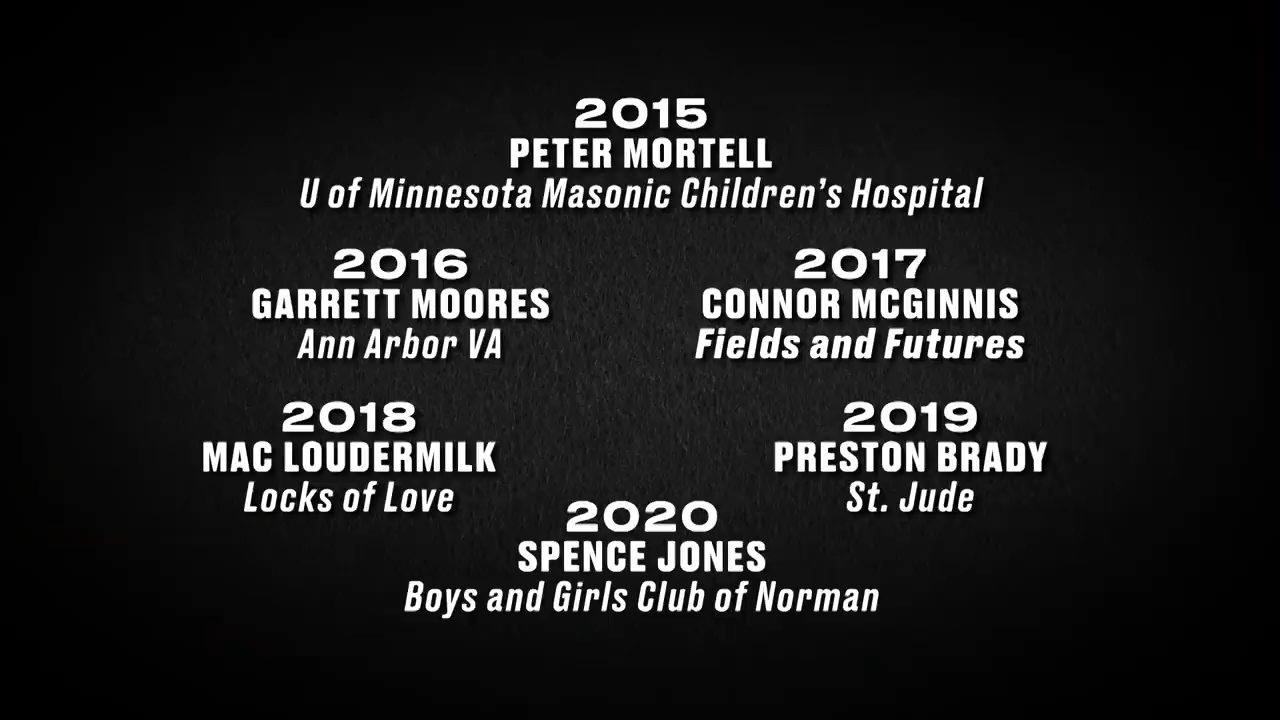 2015
PETER MORTELL
U of Minnesota Masonic Children's Hospital
2016
GARRETT MOORES
Ann Arbor VA
2017
CONNOR MCGINNIS
Fields and Futures
2018
MAC LOUDERMILK
Locks of Love
2019
PRESTON BRADY
St. Jude
2020
SPENCE JONES
Boys and Girls Club of Norman